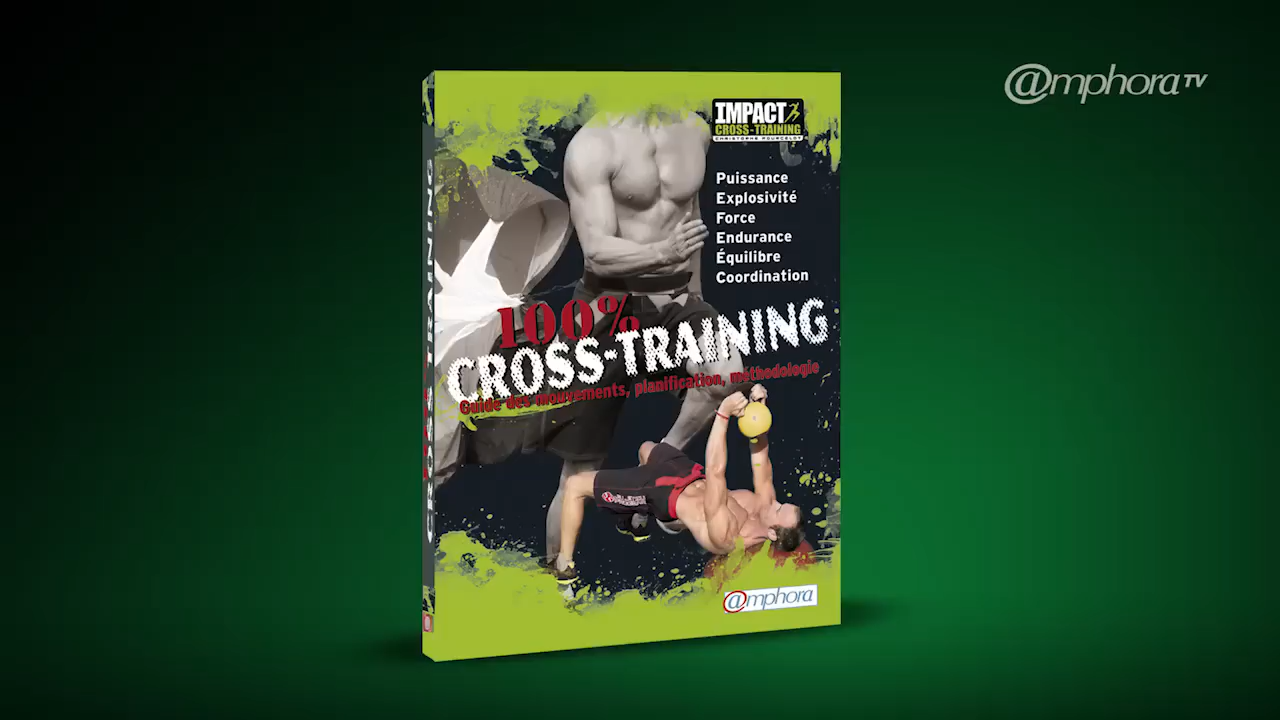 @mphora TV
IMPACT
CROSS-TRAINING
CHRISTOPHE POURCELOT
Puissance
Explosivité
Force
Endurance
Équilibre
Coordination
100%
CROSS-TRAINING
Guide des mouvements, planification, méthodologie
@mphora
CROSS TRAINING